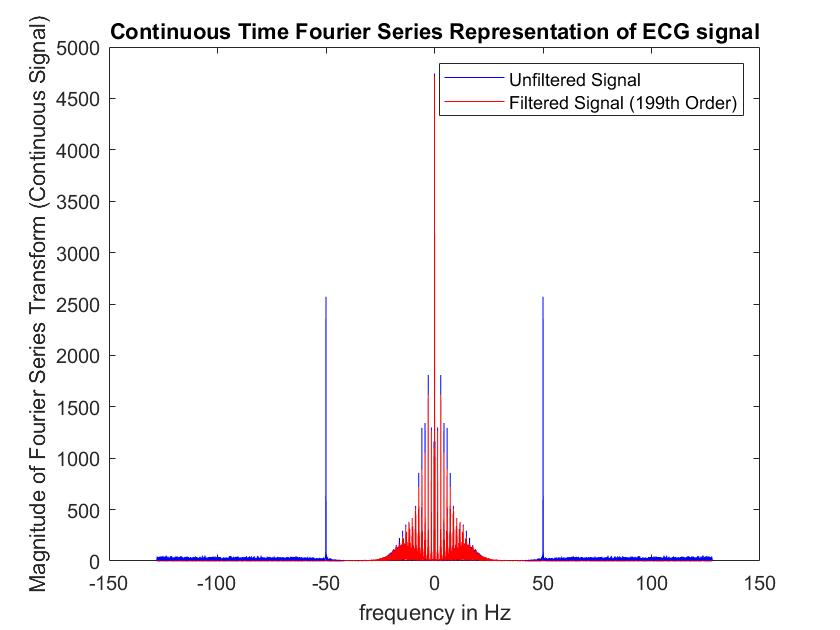 Continuous Time Fourier Series Representation of ECG signal
Magnitude of Fourier Series Transform (Continuous Signal)
5000
4500
4000
3500
3000
2500
2000
1500
1000
500
0
Unfiltered Signal
Filtered Signal (199th Order)
-150 -100 -50 0 50 100 150
frequency in Hz